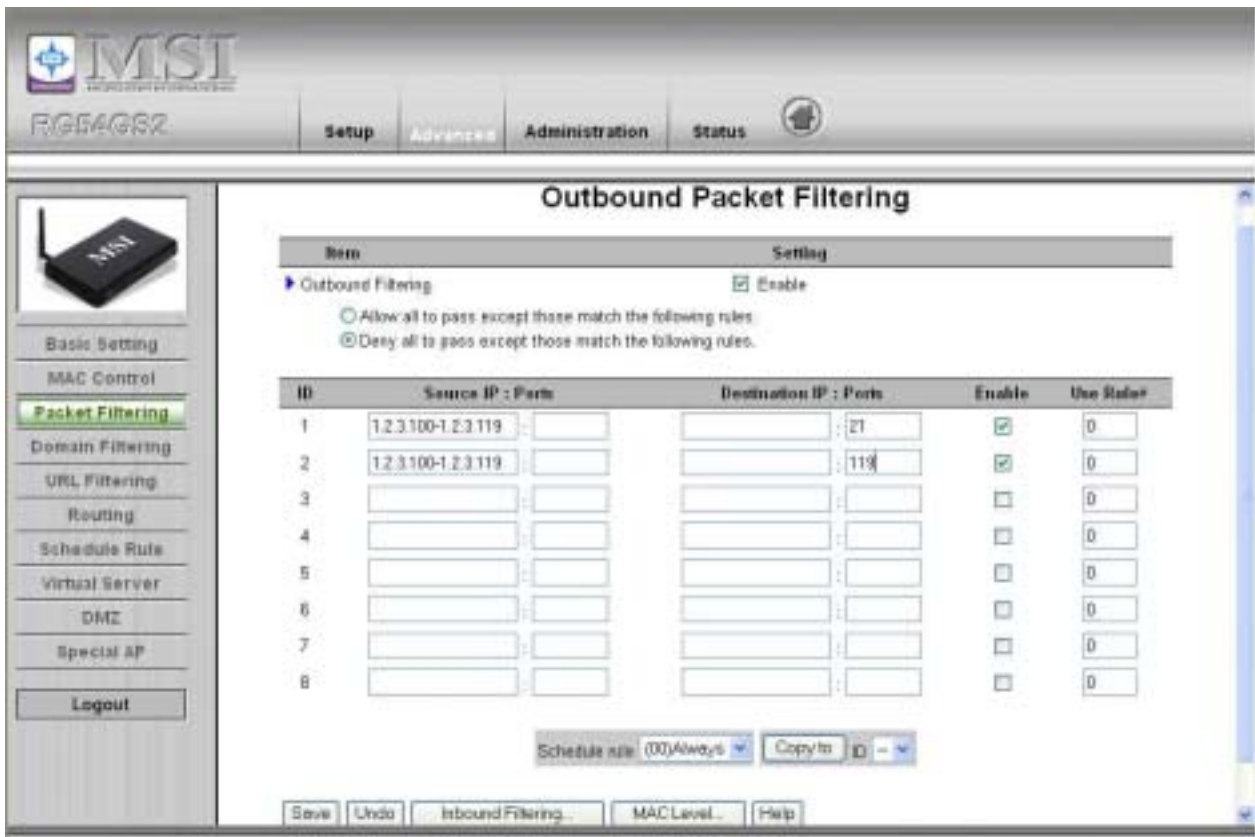 MSI
RG54GS2
Setup
Advanced
Administration
Status
MSI
Basic Setting
MAC Control
Packet Filtering
Domain Filtering
URL Filtering
Routing
Schedule Rule
Virtual Server
DMZ
Special AP
Logout
Outbound Packet Filtering
Item Setting
Outbound Filtering Enable
Allow all to pass except those match the following rules.
Deny all to pass except those match the following rules.
ID Source IP : Ports Destination IP : Ports Enable Use Rule#
1 1.2.3.100-1.2.3.119 : : 21 0
2 1.2.3.100-1.2.3.119 : : 119 0
3 : : 0
4 : : 0
5 : : 0
6 : : 0
7 : : 0
8 : : 0
Schedule rule (00)Always Copy to ID --
Save Undo Inbound Filtering... MAC Level... Help